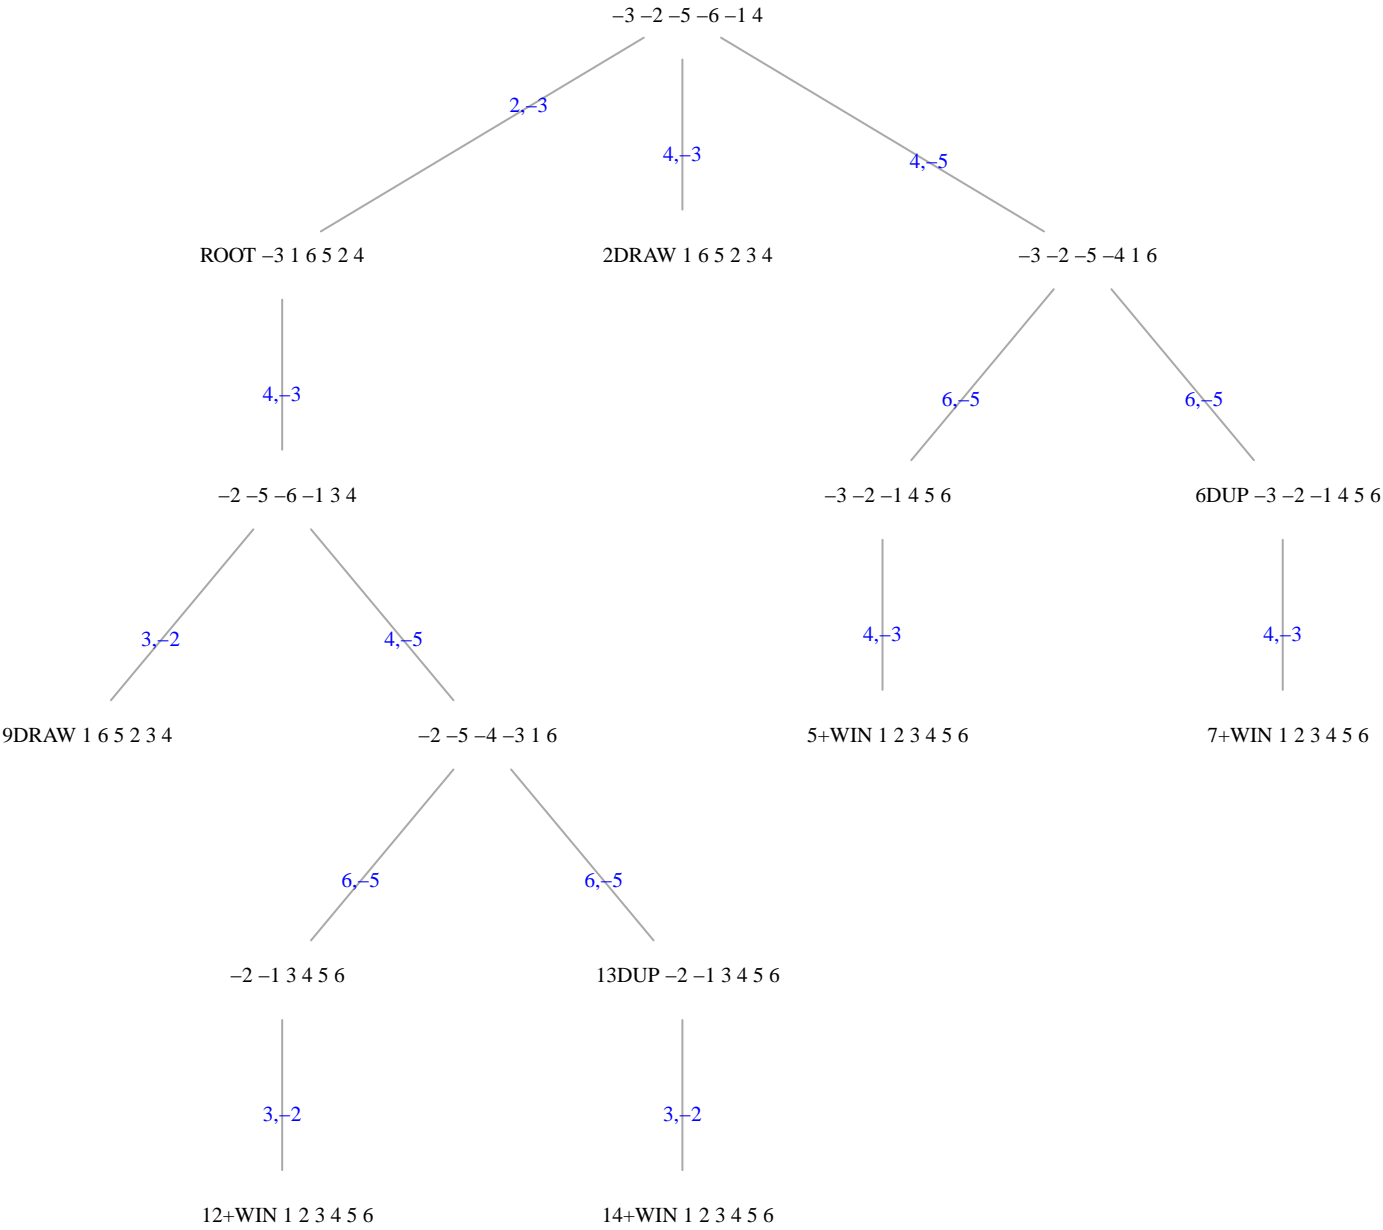 –3 –2 –5 –6 –1 4
2,–3
4,–3
4,–5
ROOT –3 1 6 5 2 4
2DRAW 1 6 5 2 3 4
–3 –2 –5 –4 1 6
4,–3
6,–5
6,–5
–2 –5 –6 –1 3 4
–3 –2 –1 4 5 6
6DUP –3 –2 –1 4 5 6
3,–2
4,–5
4,–3
4,–3
9DRAW 1 6 5 2 3 4
–2 –5 –4 –3 1 6
5+WIN 1 2 3 4 5 6
7+WIN 1 2 3 4 5 6
6,–5
6,–5
–2 –1 3 4 5 6
13DUP –2 –1 3 4 5 6
3,–2
3,–2
12+WIN 1 2 3 4 5 6
14+WIN 1 2 3 4 5 6